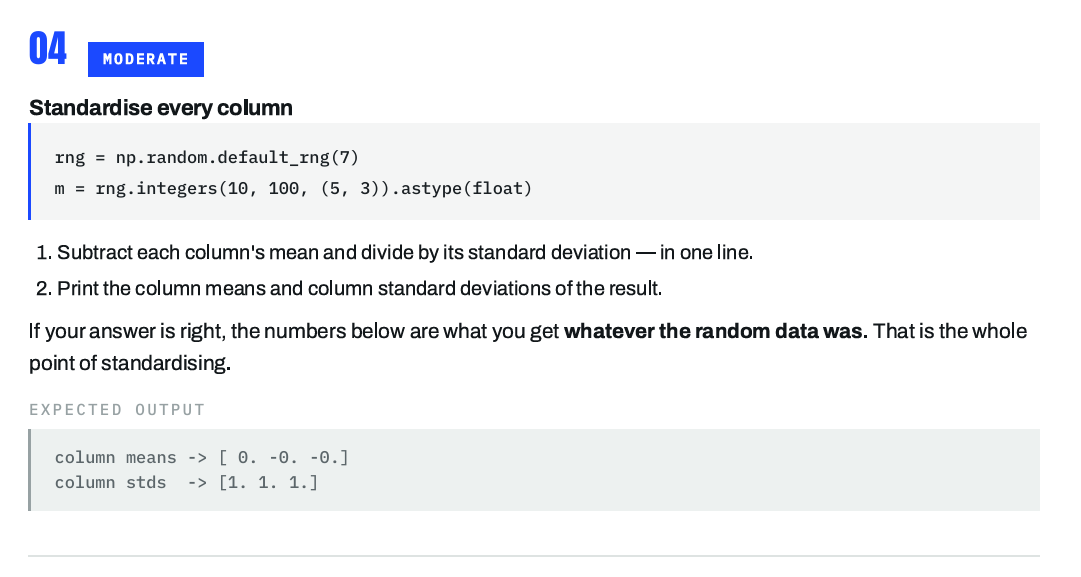 04
MODERATE
Standardise every column
rng = np.random.default_rng(7)
m = rng.integers(10, 100, (5, 3)).astype(float)
1. Subtract each column's mean and divide by its standard deviation — in one line.
2. Print the column means and column standard deviations of the result.
If your answer is right, the numbers below are what you get whatever the random data was. That is the whole
point of standardising.
EXPECTED OUTPUT
column means -> [ 0. -0. -0.]
column stds  -> [1. 1. 1.]